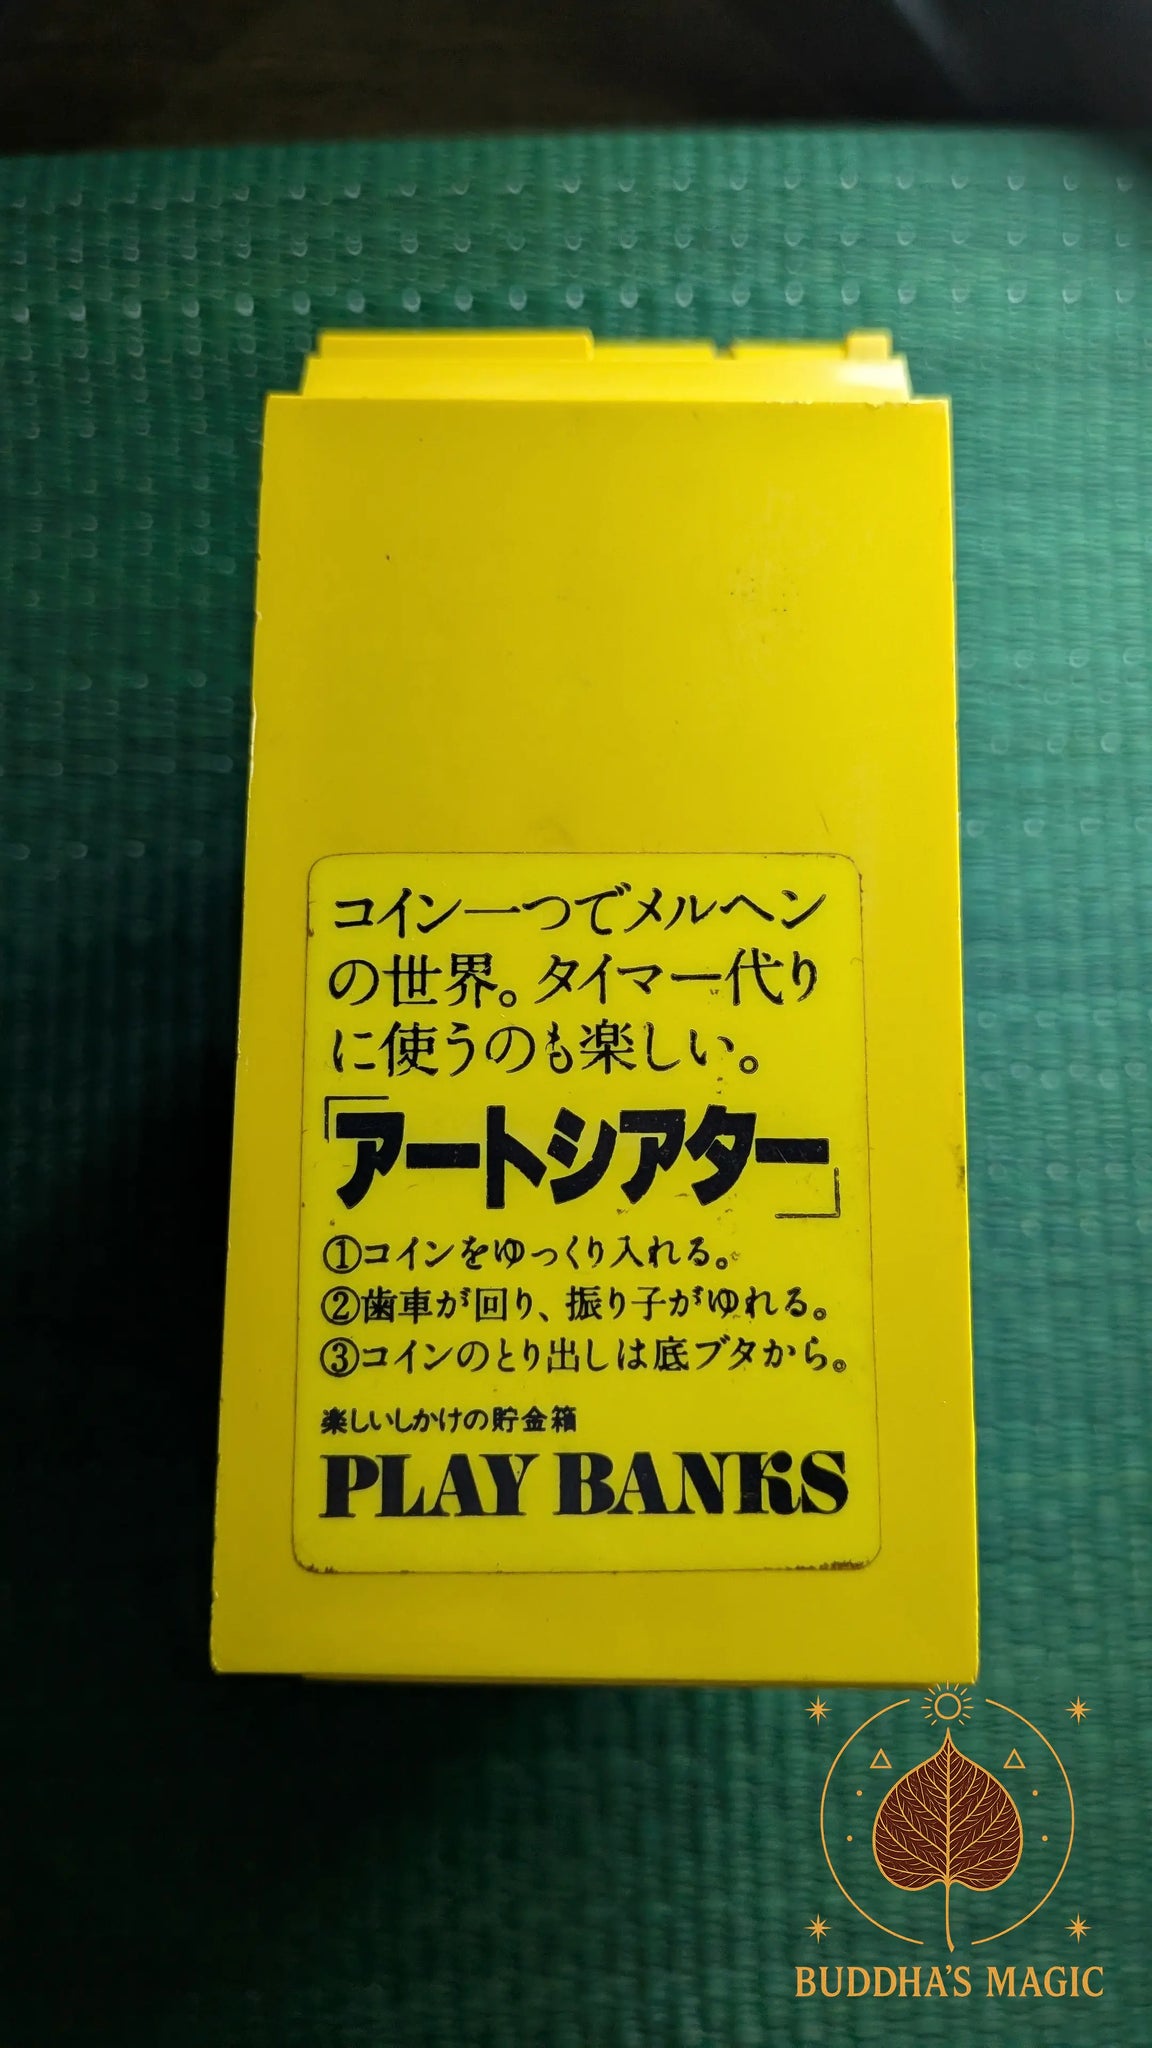 コイン一つでメルヘン
の世界。タイマー代り
に使うのも楽しい。
「アートシアター」
①コインをゆっくり入れる。
②歯車が回り、振り子がゆれる。
③コインのとり出しは底ブタから。
楽しいしかけの貯金箱
PLAY BANKS
BUDDHA'S MAGIC